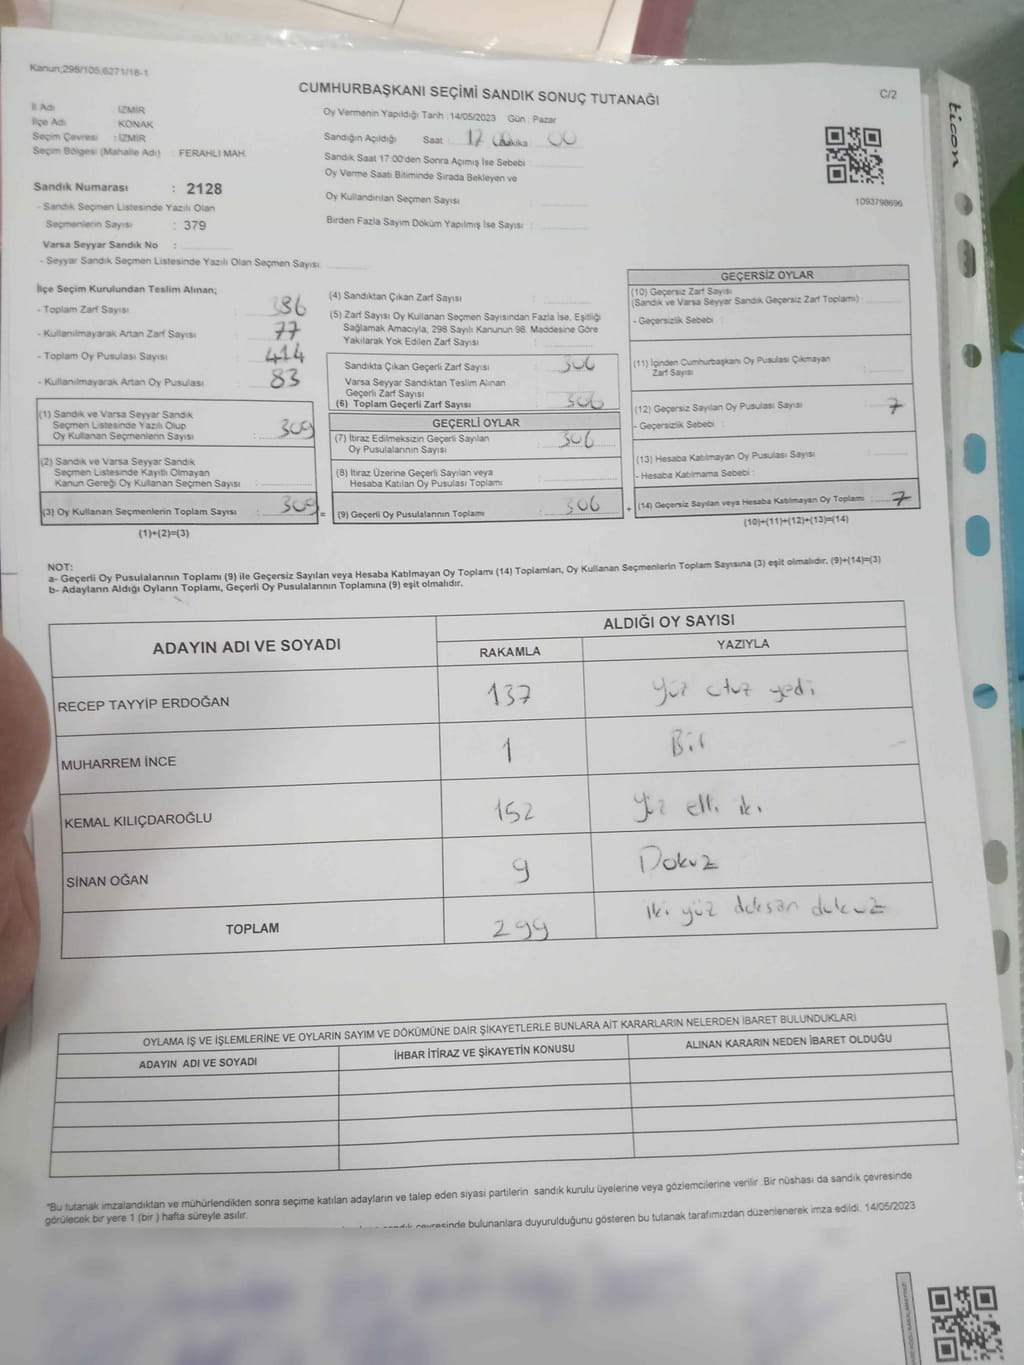 Kanun;298/105,6271/18-1
CUMHURBAŞKANI SEÇİMİ SANDIK SONUÇ TUTANAĞI
C/2
İl Adı : İZMİR
İlçe Adı : KONAK
Seçim Çevresi : İZMİR
Seçim Bölgesi (Mahalle Adı) : FERAHLI MAH.
Sandık Numarası : 2128
- Sandık Seçmen Listesinde Yazılı Olan
Seçmenlerin Sayısı : 379
Varsa Seyyar Sandık No :
- Seyyar Sandık Seçmen Listesinde Yazılı Olan Seçmen Sayısı:
Oy Vermenin Yapıldığı Tarih : 14/05/2023 Gün : Pazar
Sandığın Açıldığı Saat Dakika 00
Sandık Saat 17:00'den Sonra Açmış İse Sebebi
Oy Verme Saati Bitiminde Sırada Bekleyen ve
Oy Kullandırılan Seçmen Sayısı :
Birden Fazla Sayım Döküm Yapılmış İse Sayısı :
1093798696
ticon
İlçe Seçim Kurulundan Teslim Alınan;
- Toplam Zarf Sayısı : 386
- Kullanılmayarak Artan Zarf Sayısı : 77
- Toplam Oy Pusulası Sayısı : 414
- Kullanılmayarak Artan Oy Pusulası : 83
(1) Sandık ve Varsa Seyyar Sandık
Seçmen Listesinde Yazılı Olup
Oy Kullanan Seçmenlerin Sayısı : 309
(2) Sandık ve Varsa Seyyar Sandık
Seçmen Listesinde Kayıtlı Olmayan
Kanun Gereği Oy Kullanan Seçmen Sayısı :
(3) Oy Kullanan Seçmenlerin Toplam Sayısı : 309 =
(1)+(2)=(3)
(4) Sandıktan Çıkan Zarf Sayısı :
(5) Zarf Sayısı Oy Kullanan Seçmen Sayısından Fazla İse, Eşitliği
Sağlamak Amacıyla; 298 Sayılı Kanunun 98. Maddesine Göre
Yakılarak Yok Edilen Zarf Sayısı :
Sandıkta Çıkan Geçerli Zarf Sayısı : 306
Varsa Seyyar Sandıktan Teslim Alınan
Geçerli Zarf Sayısı :
(6) Toplam Geçerli Zarf Sayısı : 306
GEÇERLİ OYLAR
(7) İtiraz Edilmeksizin Geçerli Sayılan
Oy Pusulalarının Sayısı : 306
(8) İtiraz Üzerine Geçerli Sayılan veya
Hesaba Katılan Oy Pusulası Toplamı :
(9) Geçerli Oy Pusulalarının Toplamı : 306 +
GEÇERSİZ OYLAR
(10) Geçersiz Zarf Sayısı
(Sandık ve Varsa Seyyar Sandık Geçersiz Zarf Toplamı) :
- Geçersizlik Sebebi :
(11) İçinden Cumhurbaşkanı Oy Pusulası Çıkmayan
Zarf Sayısı :
(12) Geçersiz Sayılan Oy Pusulası Sayısı : 7
- Geçersizlik Sebebi :
(13) Hesaba Katılmayan Oy Pusulası Sayısı :
- Hesaba Katılmama Sebebi :
(14) Geçersiz Sayılan veya Hesaba Katılmayan Oy Toplamı : 7
(10)+(11)+(12)+(13)=(14)
NOT:
a- Geçerli Oy Pusulalarının Toplamı (9) ile Geçersiz Sayılan veya Hesaba Katılmayan Oy Toplamı (14) Toplamları, Oy Kullanan Seçmenlerin Toplam Sayısına (3) eşit olmalıdır. (9)+(14)=(3)
b- Adayların Aldığı Oyların Toplamı, Geçerli Oy Pusulalarının Toplamına (9) eşit olmalıdır.
ADAYIN ADI VE SOYADI
ALDIĞI OY SAYISI
RAKAMLA YAZIYLA
RECEP TAYYİP ERDOĞAN 137 Yüz otuz yedi
MUHARREM İNCE 1 Bir
KEMAL KILIÇDAROĞLU 152 yüz elli iki
SİNAN OĞAN 9 Dokuz
TOPLAM 299 iki yüz doksan dokuz
OYLAMA İŞ VE İŞLEMLERİNE VE OYLARIN SAYIM VE DÖKÜMÜNE DAİR ŞİKAYETLERLE BUNLARA AİT KARARLARIN NELERDEN İBARET BULUNDUKLARI
ADAYIN ADI VE SOYADI İHBAR İTİRAZ VE ŞİKAYETİN KONUSU ALINAN KARARIN NEDEN İBARET OLDUĞU
*Bu tutanak imzalandıktan ve mühürlendikten sonra seçime katılan adayların ve talep eden siyasi partilerin sandık kurulu üyelerine veya gözlemcilerine verilir. Bir nüshası da sandık çevresinde
görülecek bir yere 1 (bir ) hafta süreyle asılır.
çevresinde bulunanlara duyurulduğunu gösteren bu tutanak tarafımızdan düzenlenerek imza edildi. 14/05/2023